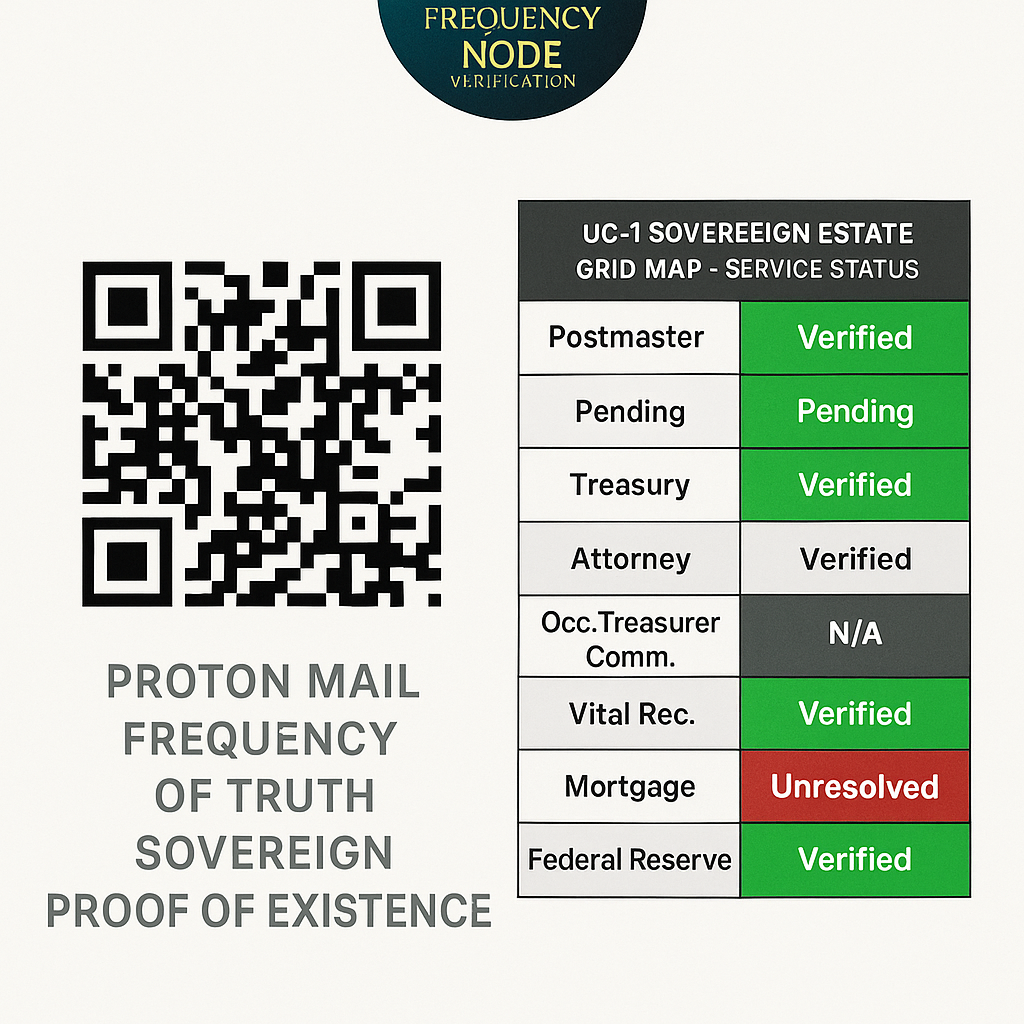 FREQUENCY
NODE
VERIFICATION
UC-1 SOVEREEIGN ESTATE
GRID MAP - SERVICE STATUS
Postmaster Verified
Pending Pending
Treasury Verified
Attorney Verified
Occ.Treasurer
Comm. N/A
Vital Rec. Verified
Mortgage Unresolved
Federal Reserve Verified
PROTON MAIL
FREQUENCY
OF TRUTH
SOVEREIGN
PROOF OF EXISTENCE